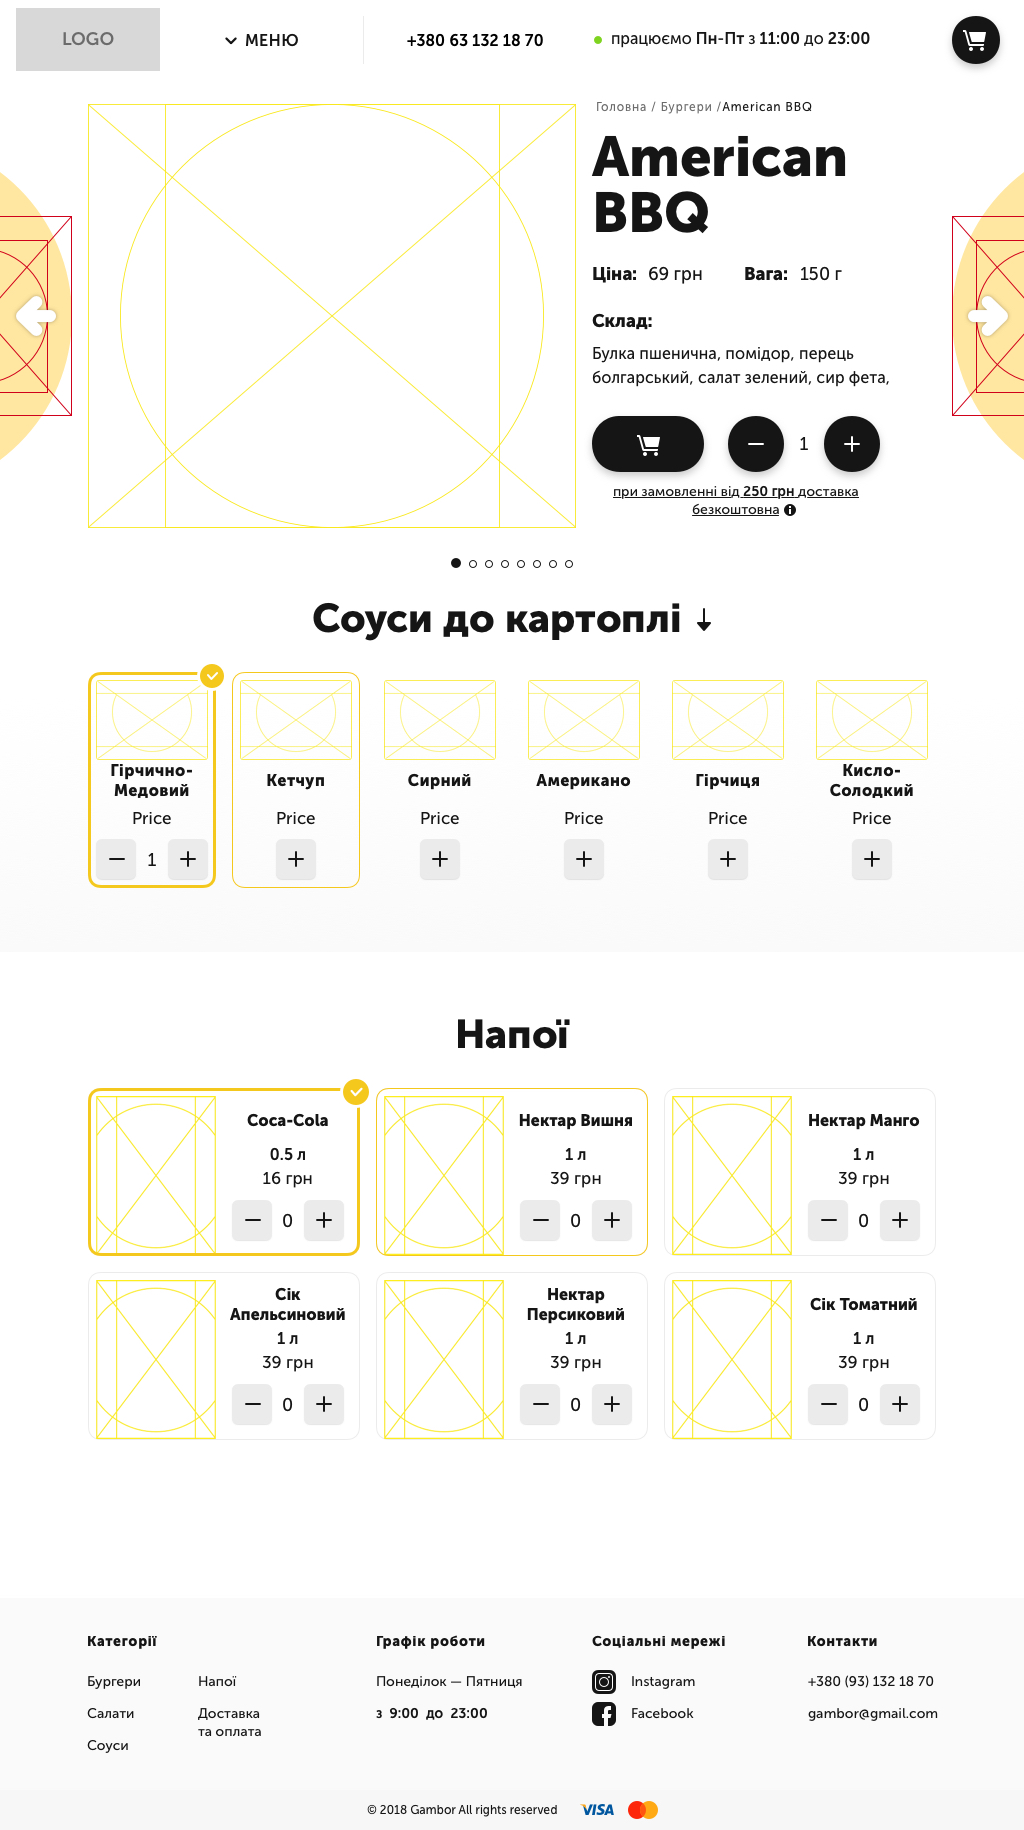 LOGO
МЕНЮ
+380 63 132 18 70
працюємо Пн-Пт з 11:00 до 23:00
Головна / Бургери /American BBQ
American
BBQ
Ціна: 69 грн Вага: 150 г
Склад:
Булка пшенична, помідор, перець
болгарський, салат зелений, сир фета,
1
при замовленні від 250 грн доставка
безкоштовна
Соуси до картоплі
Гірчично-
Медовий
Price
1
Кетчуп
Price
Сирний
Price
Американо
Price
Гірчиця
Price
Кисло-
Солодкий
Price
Напої
Coca-Cola
0.5 л
16 грн
0
Нектар Вишня
1 л
39 грн
0
Нектар Манго
1 л
39 грн
0
Сік
Апельсиновий
1 л
39 грн
0
Нектар
Персиковий
1 л
39 грн
0
Сік Томатний
1 л
39 грн
0
Категорії
Бургери
Салати
Соуси
Напої
Доставка
та оплата
Графік роботи
Понеділок — Пятниця
з 9:00 до 23:00
Соціальні мережі
Instagram
Facebook
Контакти
+380 (93) 132 18 70
gambor@gmail.com
© 2018 Gambor All rights reserved
VISA